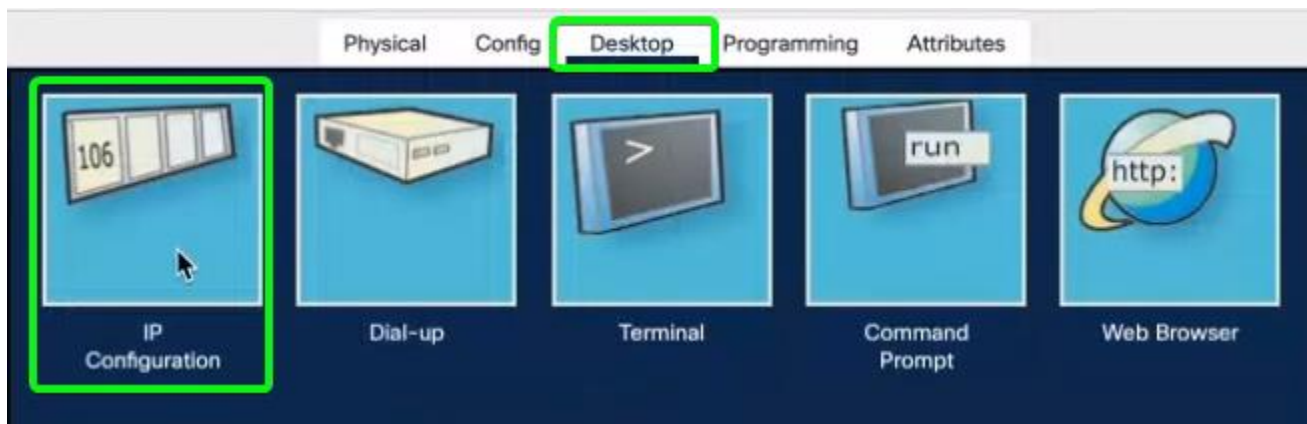 Physical Config Desktop Programming Attributes
106
>
run
http:
IP Configuration
Dial-up
Terminal
Command Prompt
Web Browser